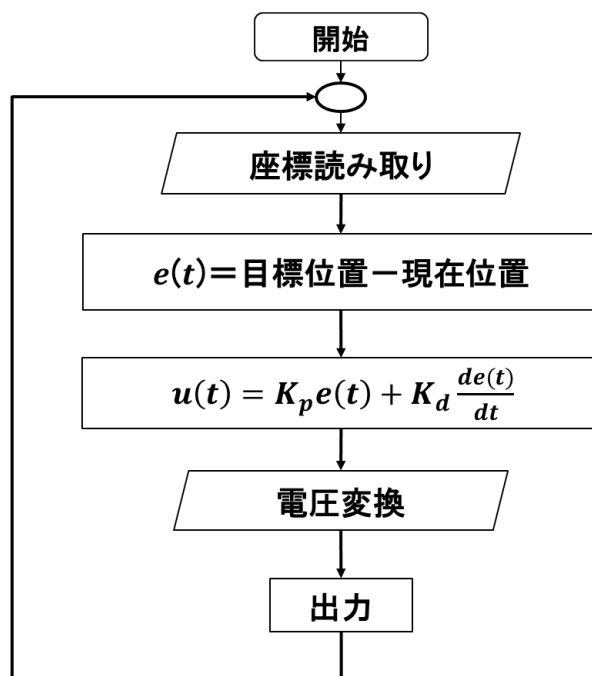 開始
座標読み取り
e(t)＝目標位置－現在位置
u(t) = K_p e(t) + K_d de(t)/dt
電圧変換
出力